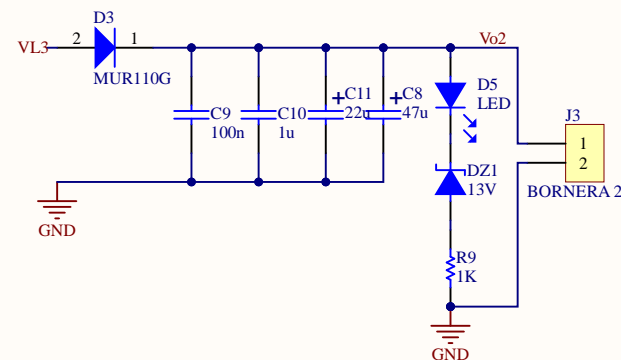 D3
VL3
2
1
MUR110G
Vo2
C9
100n
C10
1u
C11
22u
C8
47u
D5
LED
J3
1
2
BORNERA 2
DZ1
13V
GND
R9
1K
GND